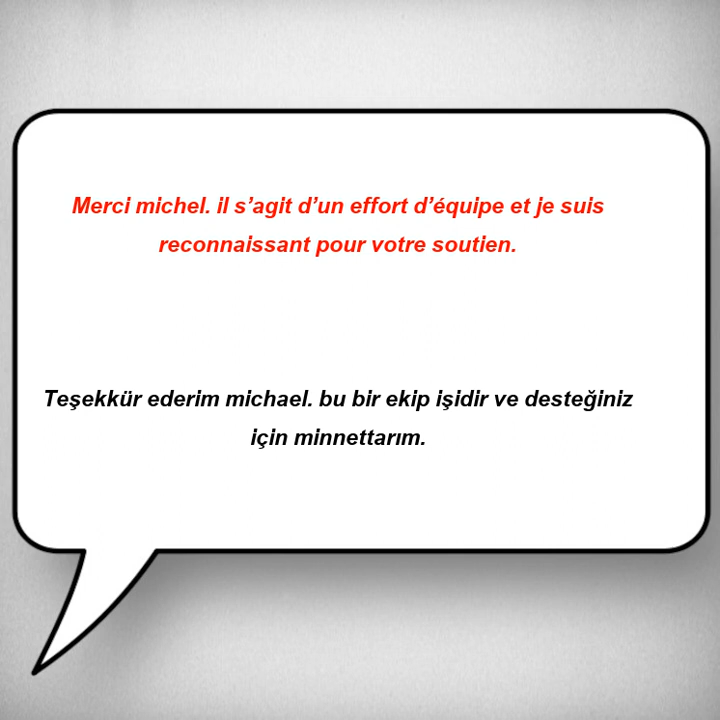 Merci michel. il s’agit d’un effort d’équipe et je suis
reconnaissant pour votre soutien.
Teşekkür ederim michael. bu bir ekip işidir ve desteğiniz
için minnettarım.